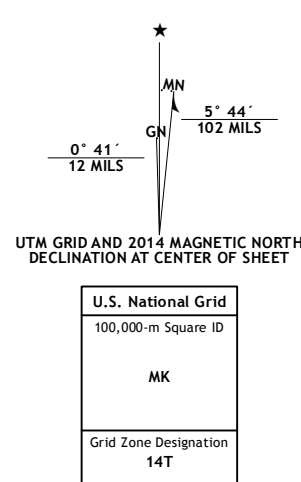 ★
MN
5° 44´
102 MILS
GN
0° 41´
12 MILS
UTM GRID AND 2014 MAGNETIC NORTH
DECLINATION AT CENTER OF SHEET
U.S. National Grid
100,000-m Square ID
MK
Grid Zone Designation
14T